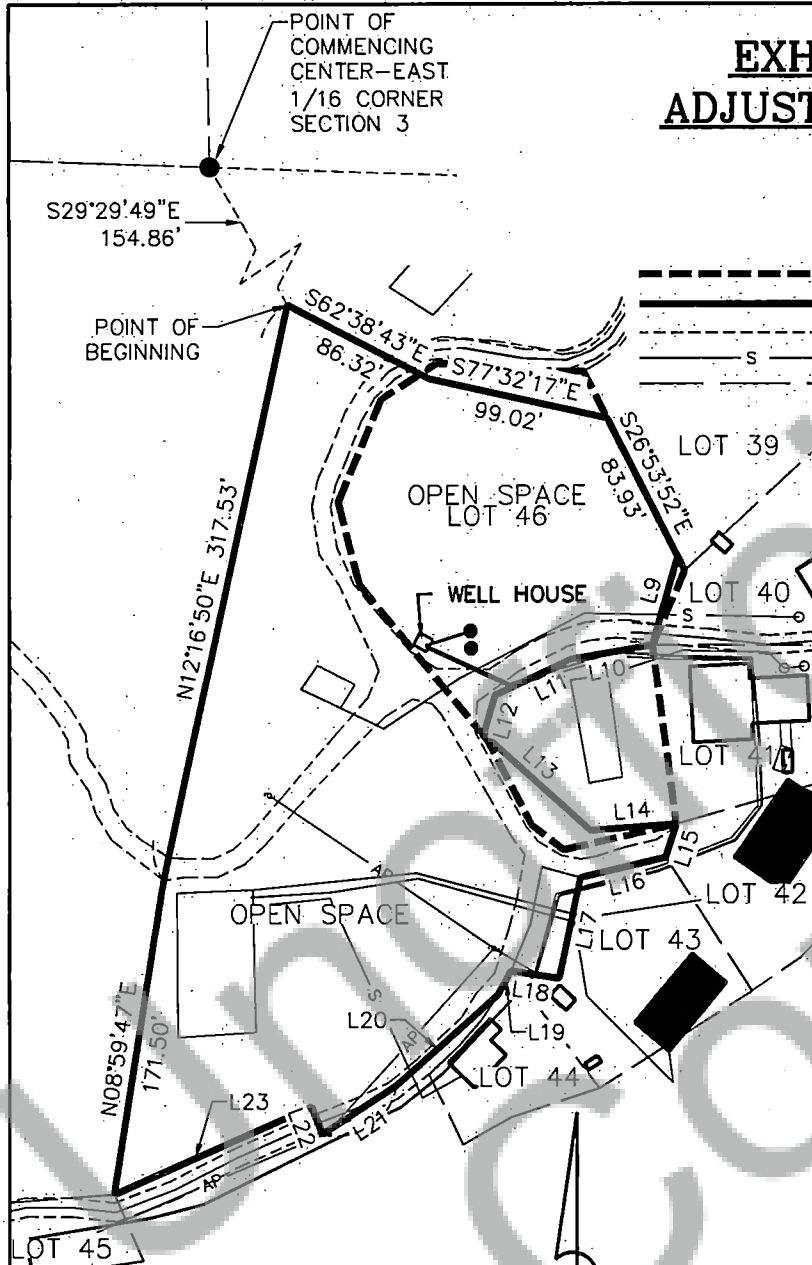 POINT OF
COMMENCING
CENTER-EAST
1/16 CORNER
SECTION 3
EXH
ADJUST
S29°29'49"E
154.86'
POINT OF
BEGINNING
S62°38'43"E
86.32'
S77°32'17"E
99.02'
S
S26°53'52"E
83.93'
LOT 39
OPEN SPACE
LOT 46
N12°16'50"E 317.53'
WELL HOUSE
L9
LOT 40
S
L10
L11
L12
L13
LOT 41
L14
L15
L16
AP
OPEN SPACE
LOT 42
L17
LOT 43
S
L18
L20
L19
AP
LOT 44
N08°59'47"E
171.50'
L23
L22
L21
AP
LOT 45